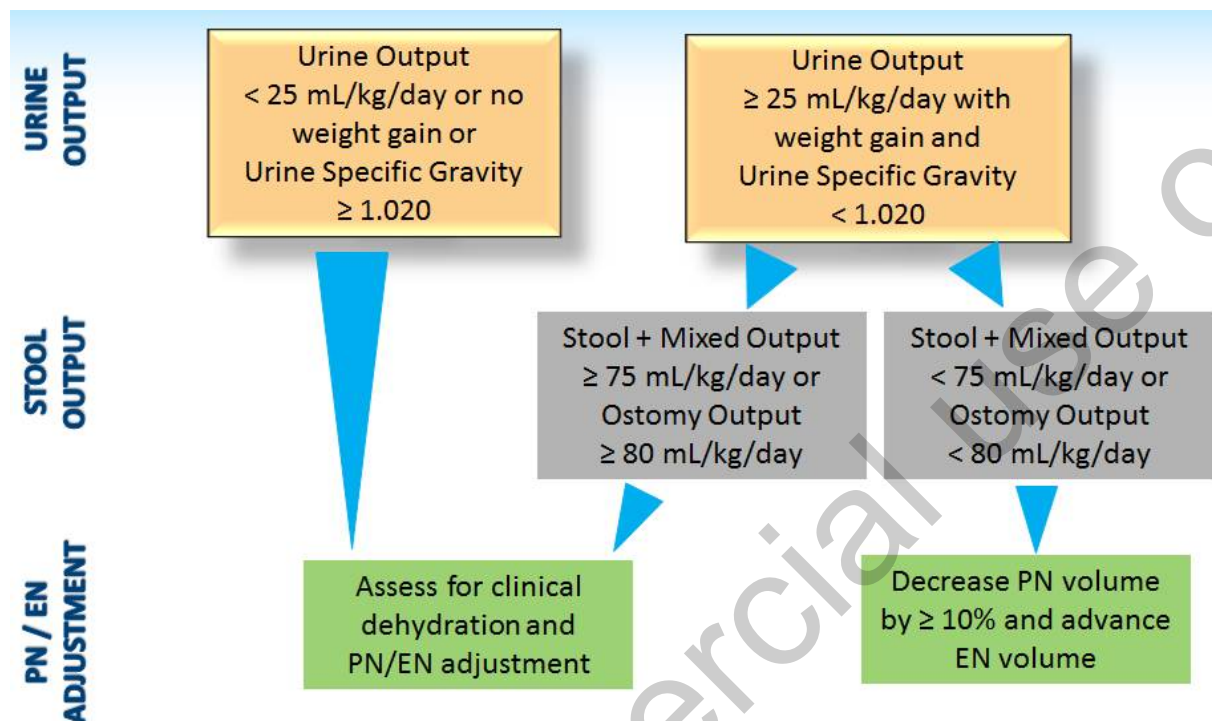 URINE
OUTPUT
Urine Output
< 25 mL/kg/day or no
weight gain or
Urine Specific Gravity
≥ 1.020
Urine Output
≥ 25 mL/kg/day with
weight gain and
Urine Specific Gravity
< 1.020
STOOL
OUTPUT
Stool + Mixed Output
≥ 75 mL/kg/day or
Ostomy Output
≥ 80 mL/kg/day
Stool + Mixed Output
< 75 mL/kg/day or
Ostomy Output
< 80 mL/kg/day
PN / EN
ADJUSTMENT
Assess for clinical
dehydration and
PN/EN adjustment
Decrease PN volume
by ≥ 10% and advance
EN volume
ercial use o